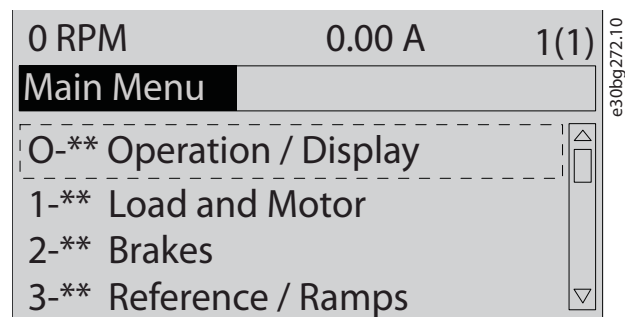 0 RPM 0.00 A 1(1)
Main Menu
O-** Operation / Display
1-** Load and Motor
2-** Brakes
3-** Reference / Ramps
e30bg272.10